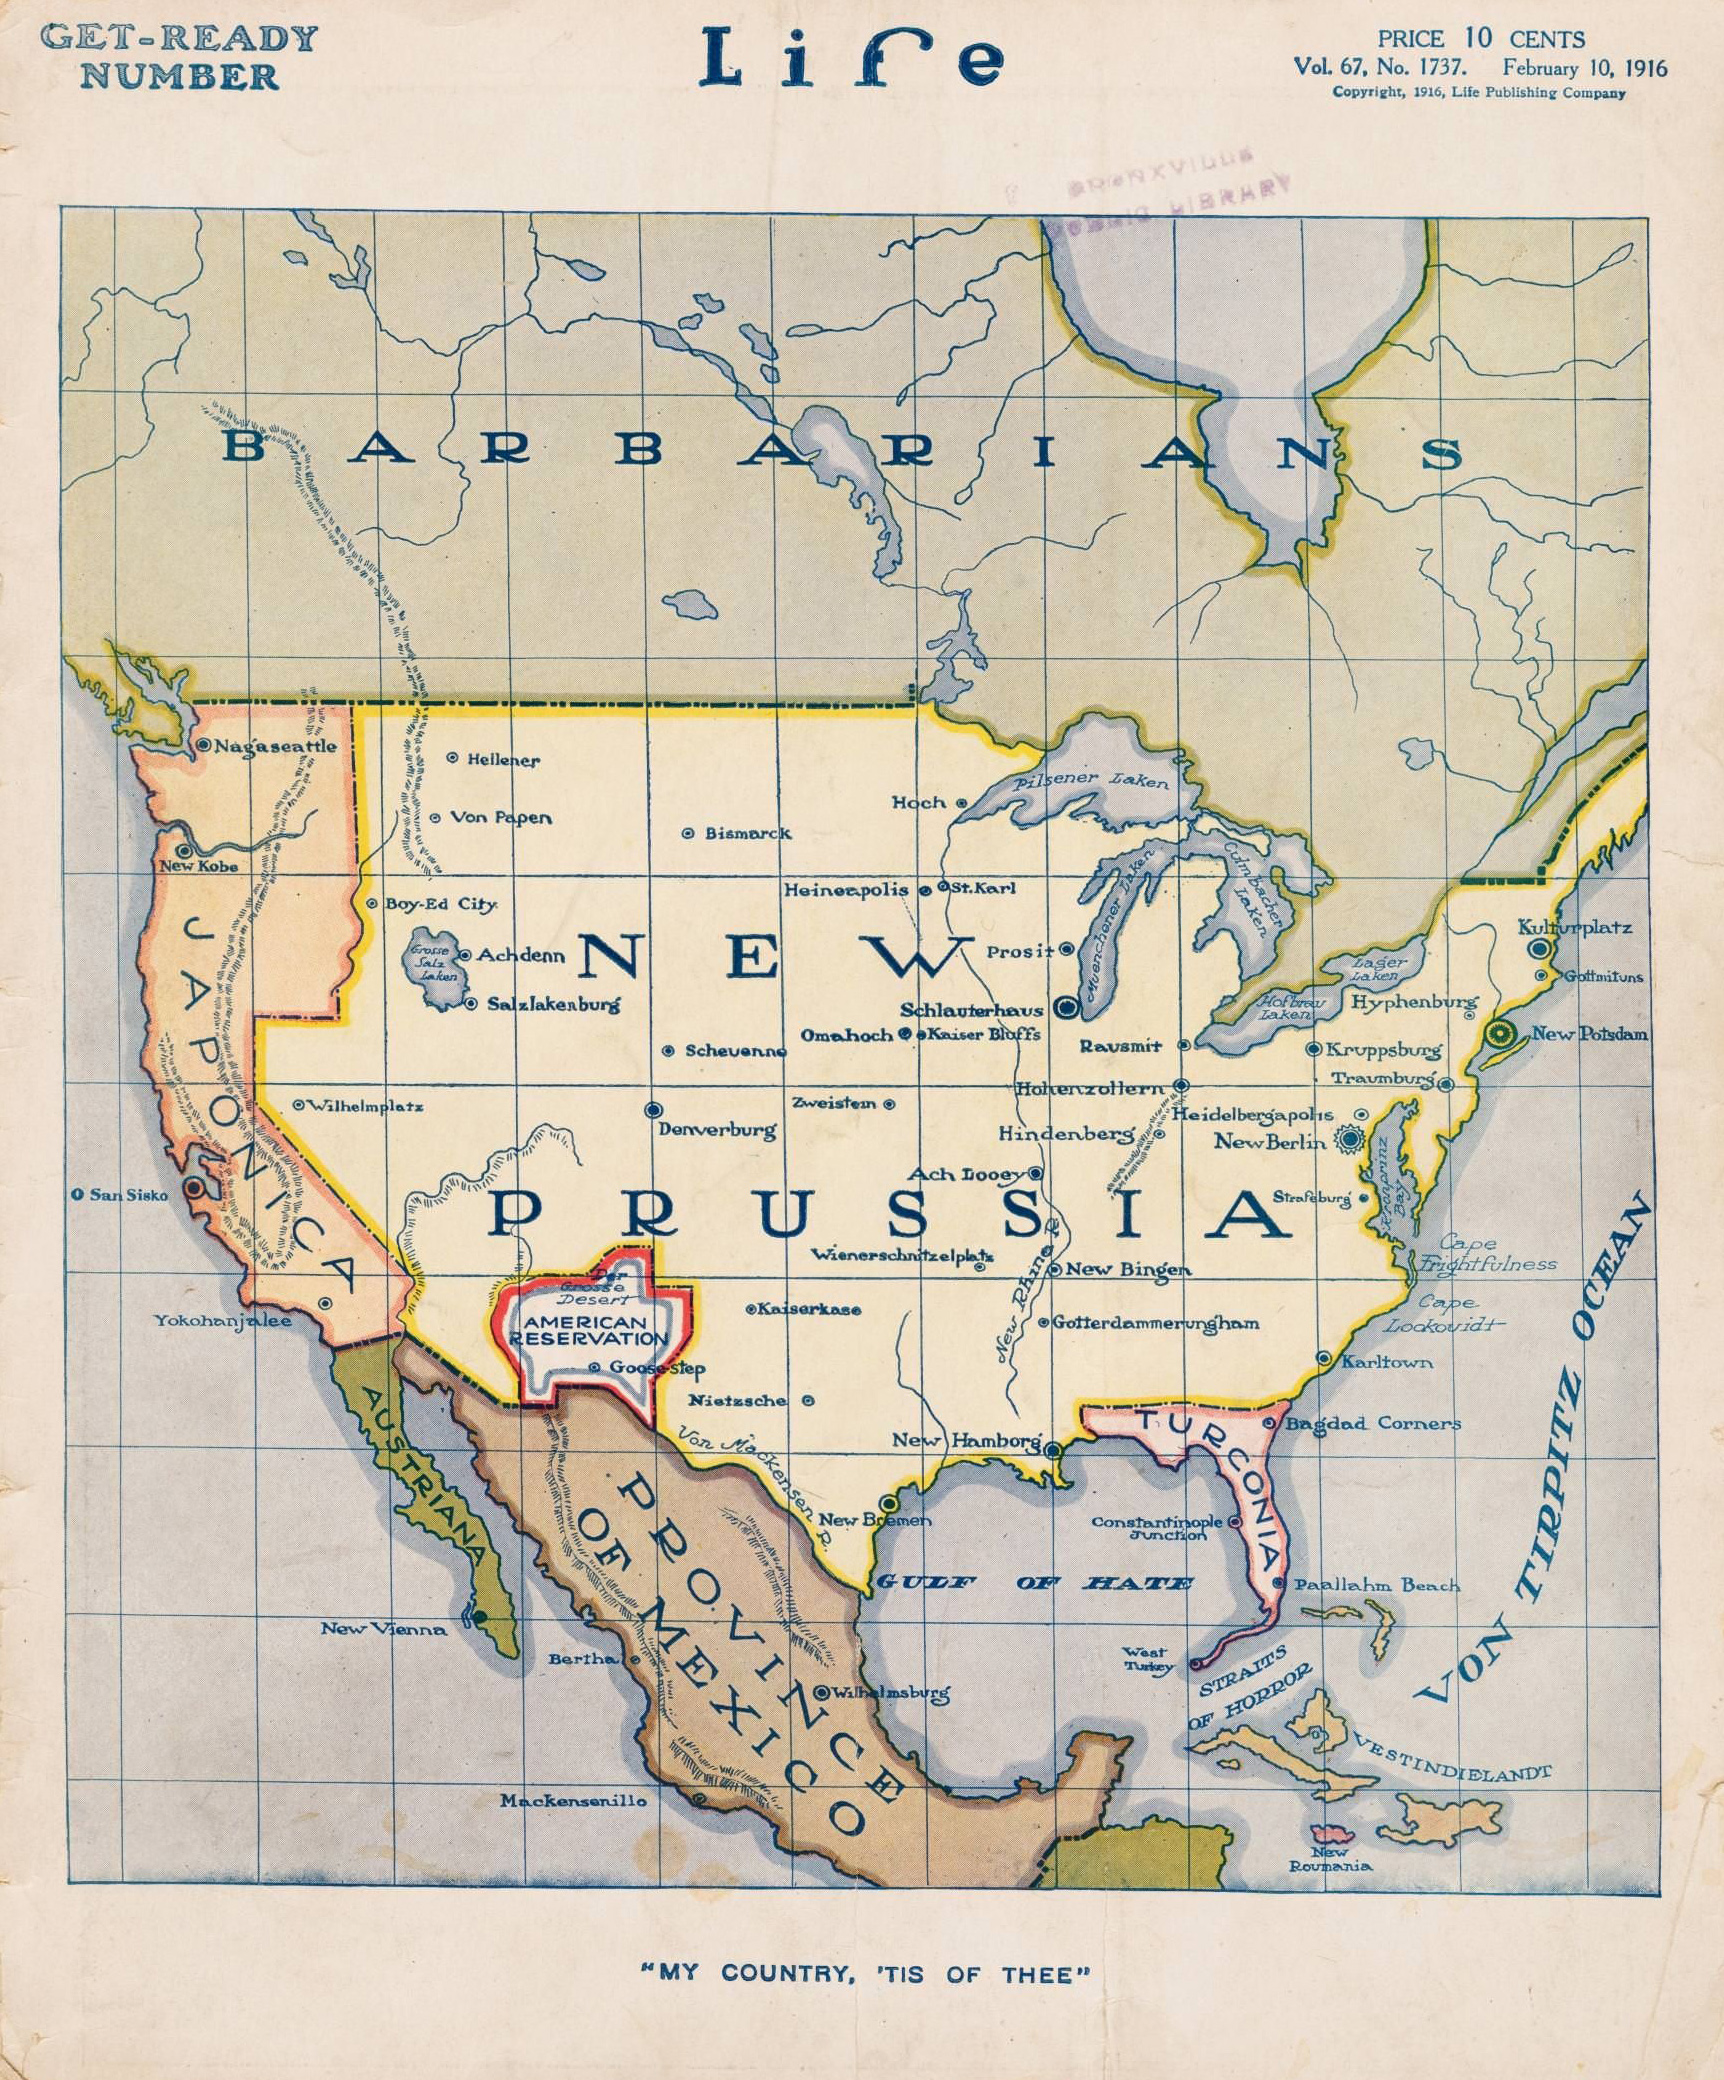 GET-READY
NUMBER
Life
PRICE 10 CENTS
Vol. 67, No. 1737. February 10, 1916
Copyright, 1916, Life Publishing Company
BRONXVILLE
PUBLIC LIBRARY
BARBARIANS
Nagaseattle
Hellener
Von Papen
Bismarck
Hoch
Pilsener Laken
New Kobe
Boy-Ed City
Heineapolis
St. Karl
Muenchener Laken
Culmbacher
Laken
Kulturplatz
Gottmituns
JAPONICA
Grosse
Salz
Laken
Achdenn
NEW
Prosit
Lager
Laken
Salzlakenburg
Schlauterhaus
Hofbrau
Laken
Hyphenburg
Omahoch
Kaiser Bluffs
New Potsdam
Scheuenne
Rausmit
Kruppsburg
Hohenzollern
Traumburg
Wilhelmplatz
Zweistein
Denverburg
Heidelbergapolis
Hindenberg
New Berlin
Ach Looey
San Sisko
PRUSSIA
Strafeburg
Kronprinz
Bay
Wienerschnitzelplatz
New Rhine R.
New Bingen
Cape
Frightfulness
Der
Grosse
Desert
AMERICAN
RESERVATION
Goose-step
Kaiserkase
Gotterdammerungham
Cape
Lookouidt
Yokohanjalee
Karltown
Nietzsche
AUSTRIANA
Von Mackensen R.
New Hamborg
TURCONIA
Bagdad Corners
New Bremen
Constantinople
Junction
GULF OF HATE
Paallahm Beach
VON TIRPITZ OCEAN
PROVINCE
OF MEXICO
New Vienna
Bertha
West
Turkey
STRAITS
OF HORROR
Wilhelmsburg
VESTINDIELANDT
Mackensenillo
New
Roumania
"MY COUNTRY, 'TIS OF THEE"